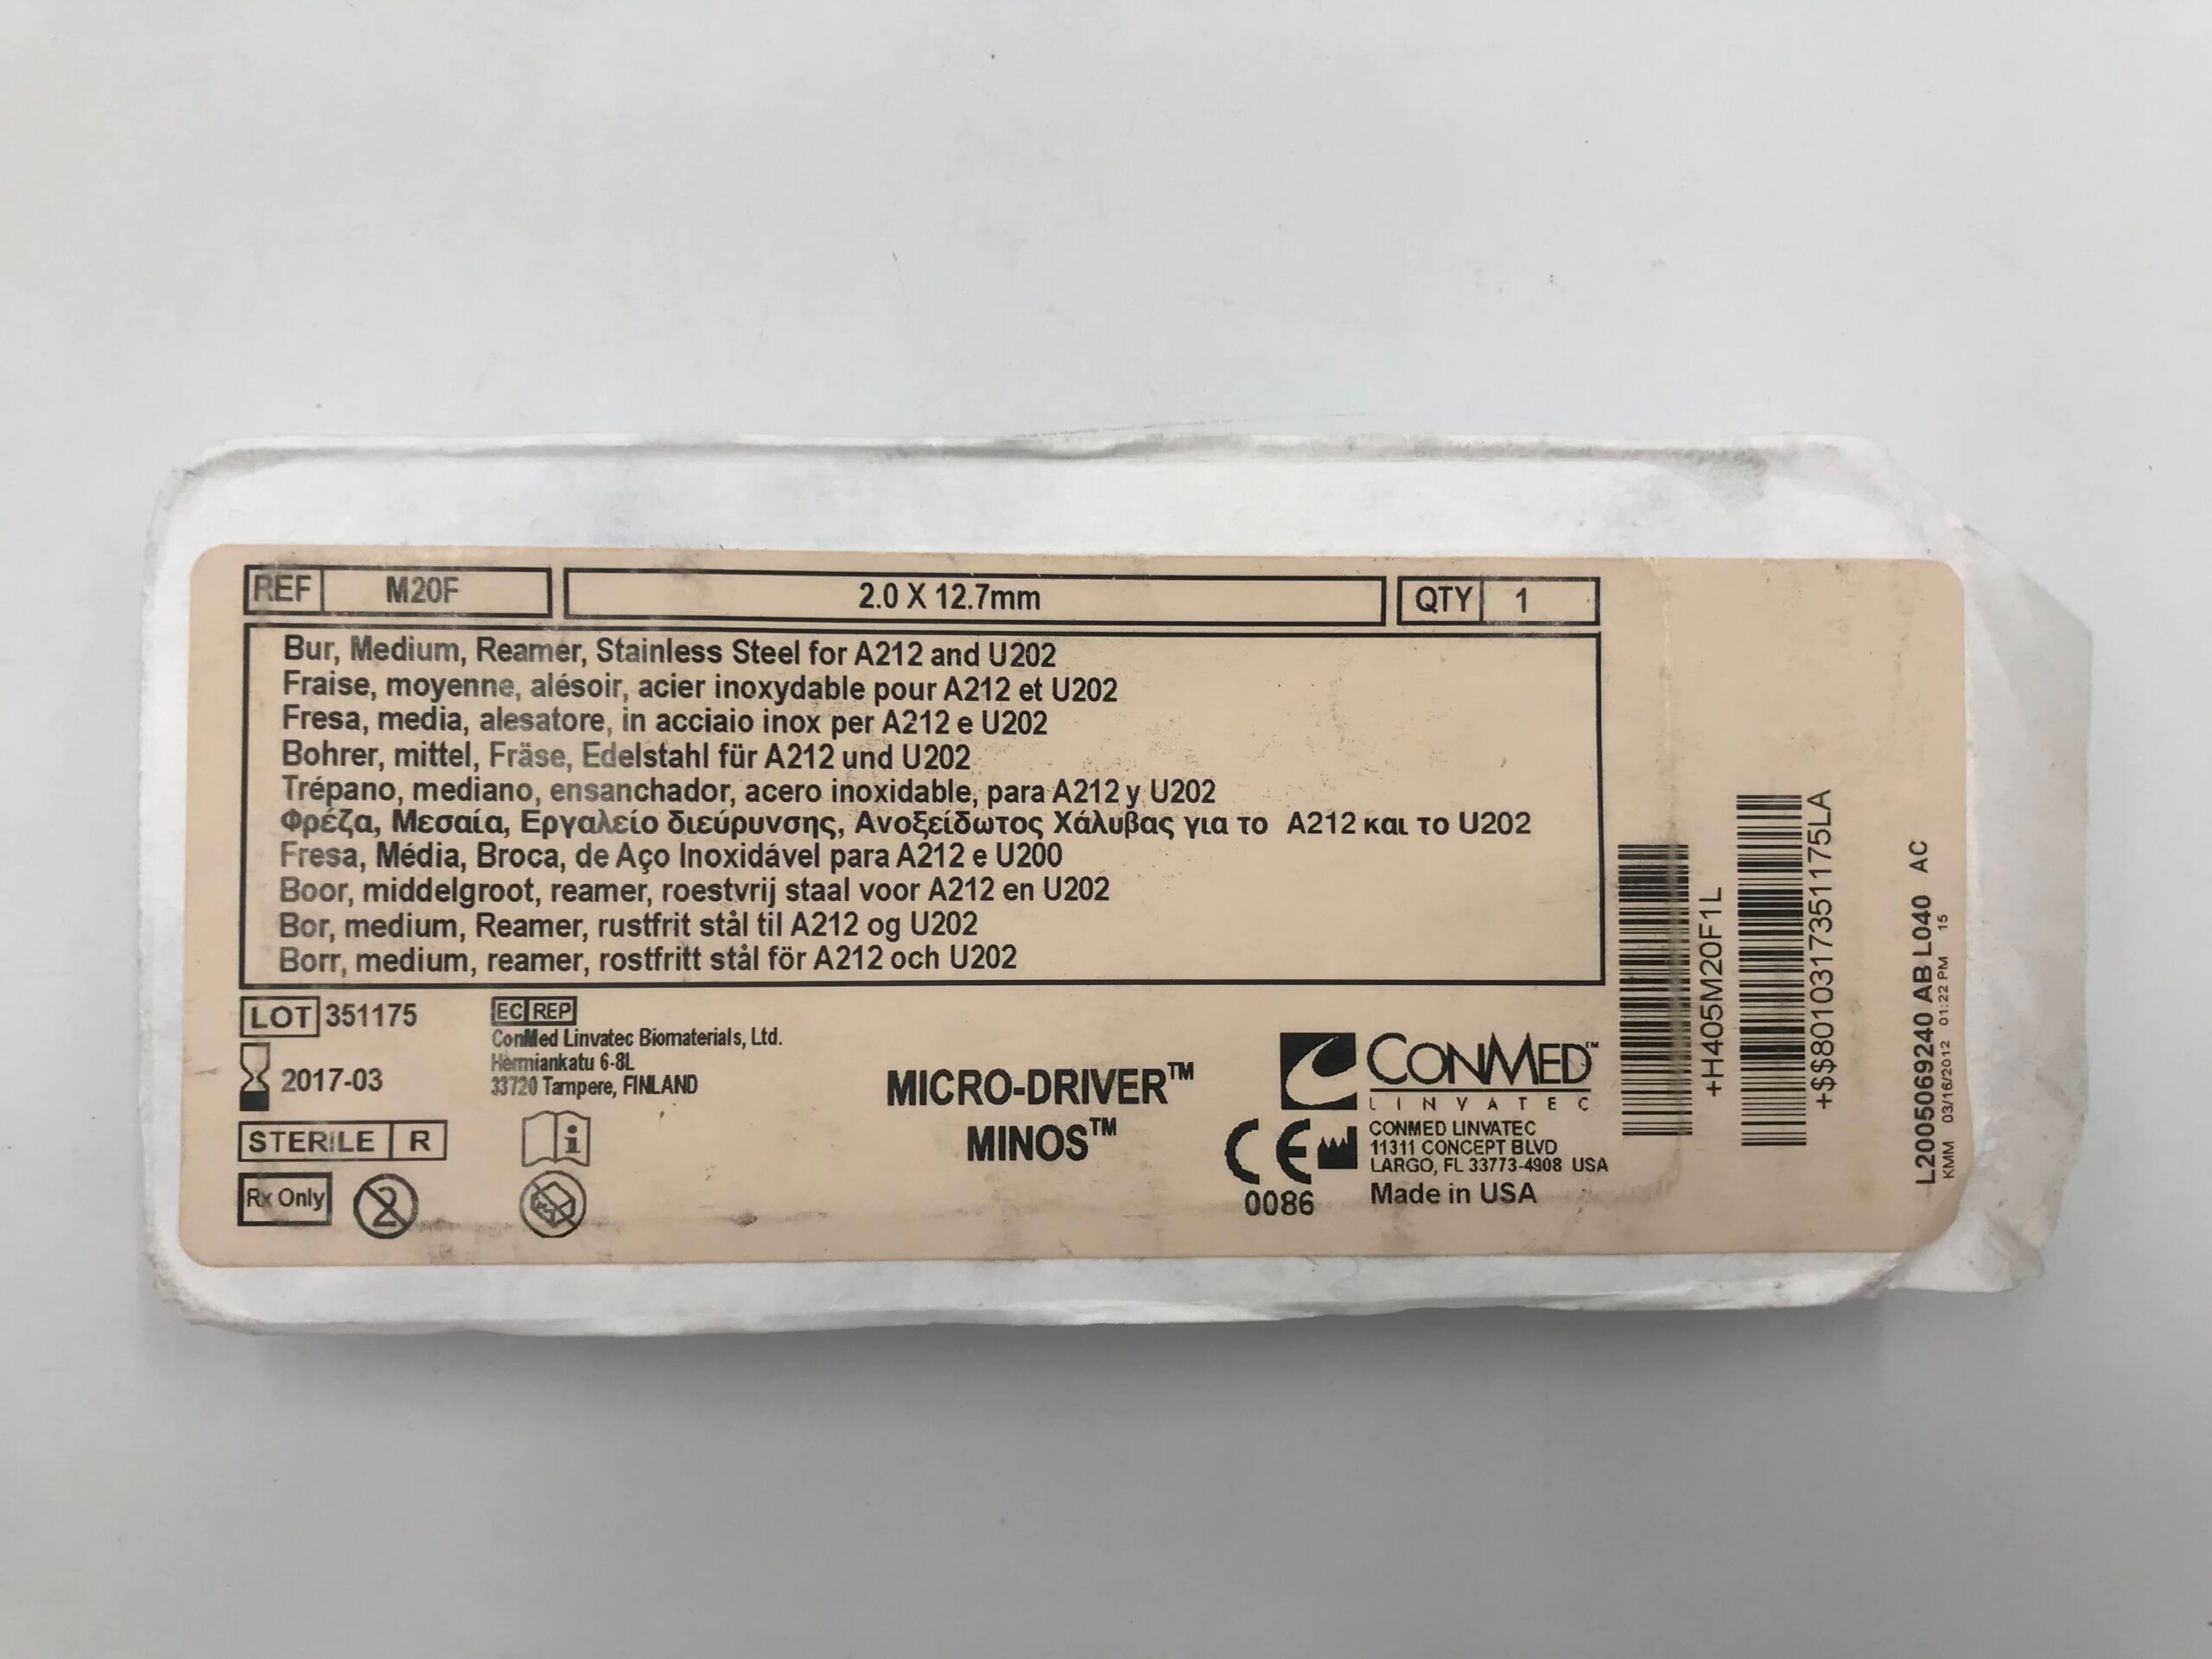 REF M20F 2.0 X 12.7mm QTY 1
Bur, Medium, Reamer, Stainless Steel for A212 and U202
Fraise, moyenne, alésoir, acier inoxydable pour A212 et U202
Fresa, media, alesatore, in acciaio inox per A212 e U202
Bohrer, mittel, Fräse, Edelstahl für A212 und U202
Trépano, mediano, ensanchador, acero inoxidable, para A212 y U202
Φρέζα, Μεσαία, Εργαλείο διεύρυνσης, Ανοξείδωτος Χάλυβας για το A212 και το U202
Fresa, Média, Broca, de Aço Inoxidável para A212 e U200
Boor, middelgroot, reamer, roestvrij staal voor A212 en U202
Bor, medium, Reamer, rustfrit stål til A212 og U202
Borr, medium, reamer, rostfritt stål för A212 och U202
LOT 351175
2017-03
STERILE R
Rx Only
2
EC REP
ConMed Linvatec Biomaterials, Ltd.
Hermiankatu 6-8L
33720 Tampere, FINLAND
i
MICRO-DRIVER™
MINOS™
CONMED™
LINVATEC
CE
0086
CONMED LINVATEC
11311 CONCEPT BLVD
LARGO, FL 33773-4908 USA
Made in USA
+H405M20F1L
+$$8010317351175LA
L2005069240 AB L040 AC
KMM 03/16/2012 01:22 PM 15